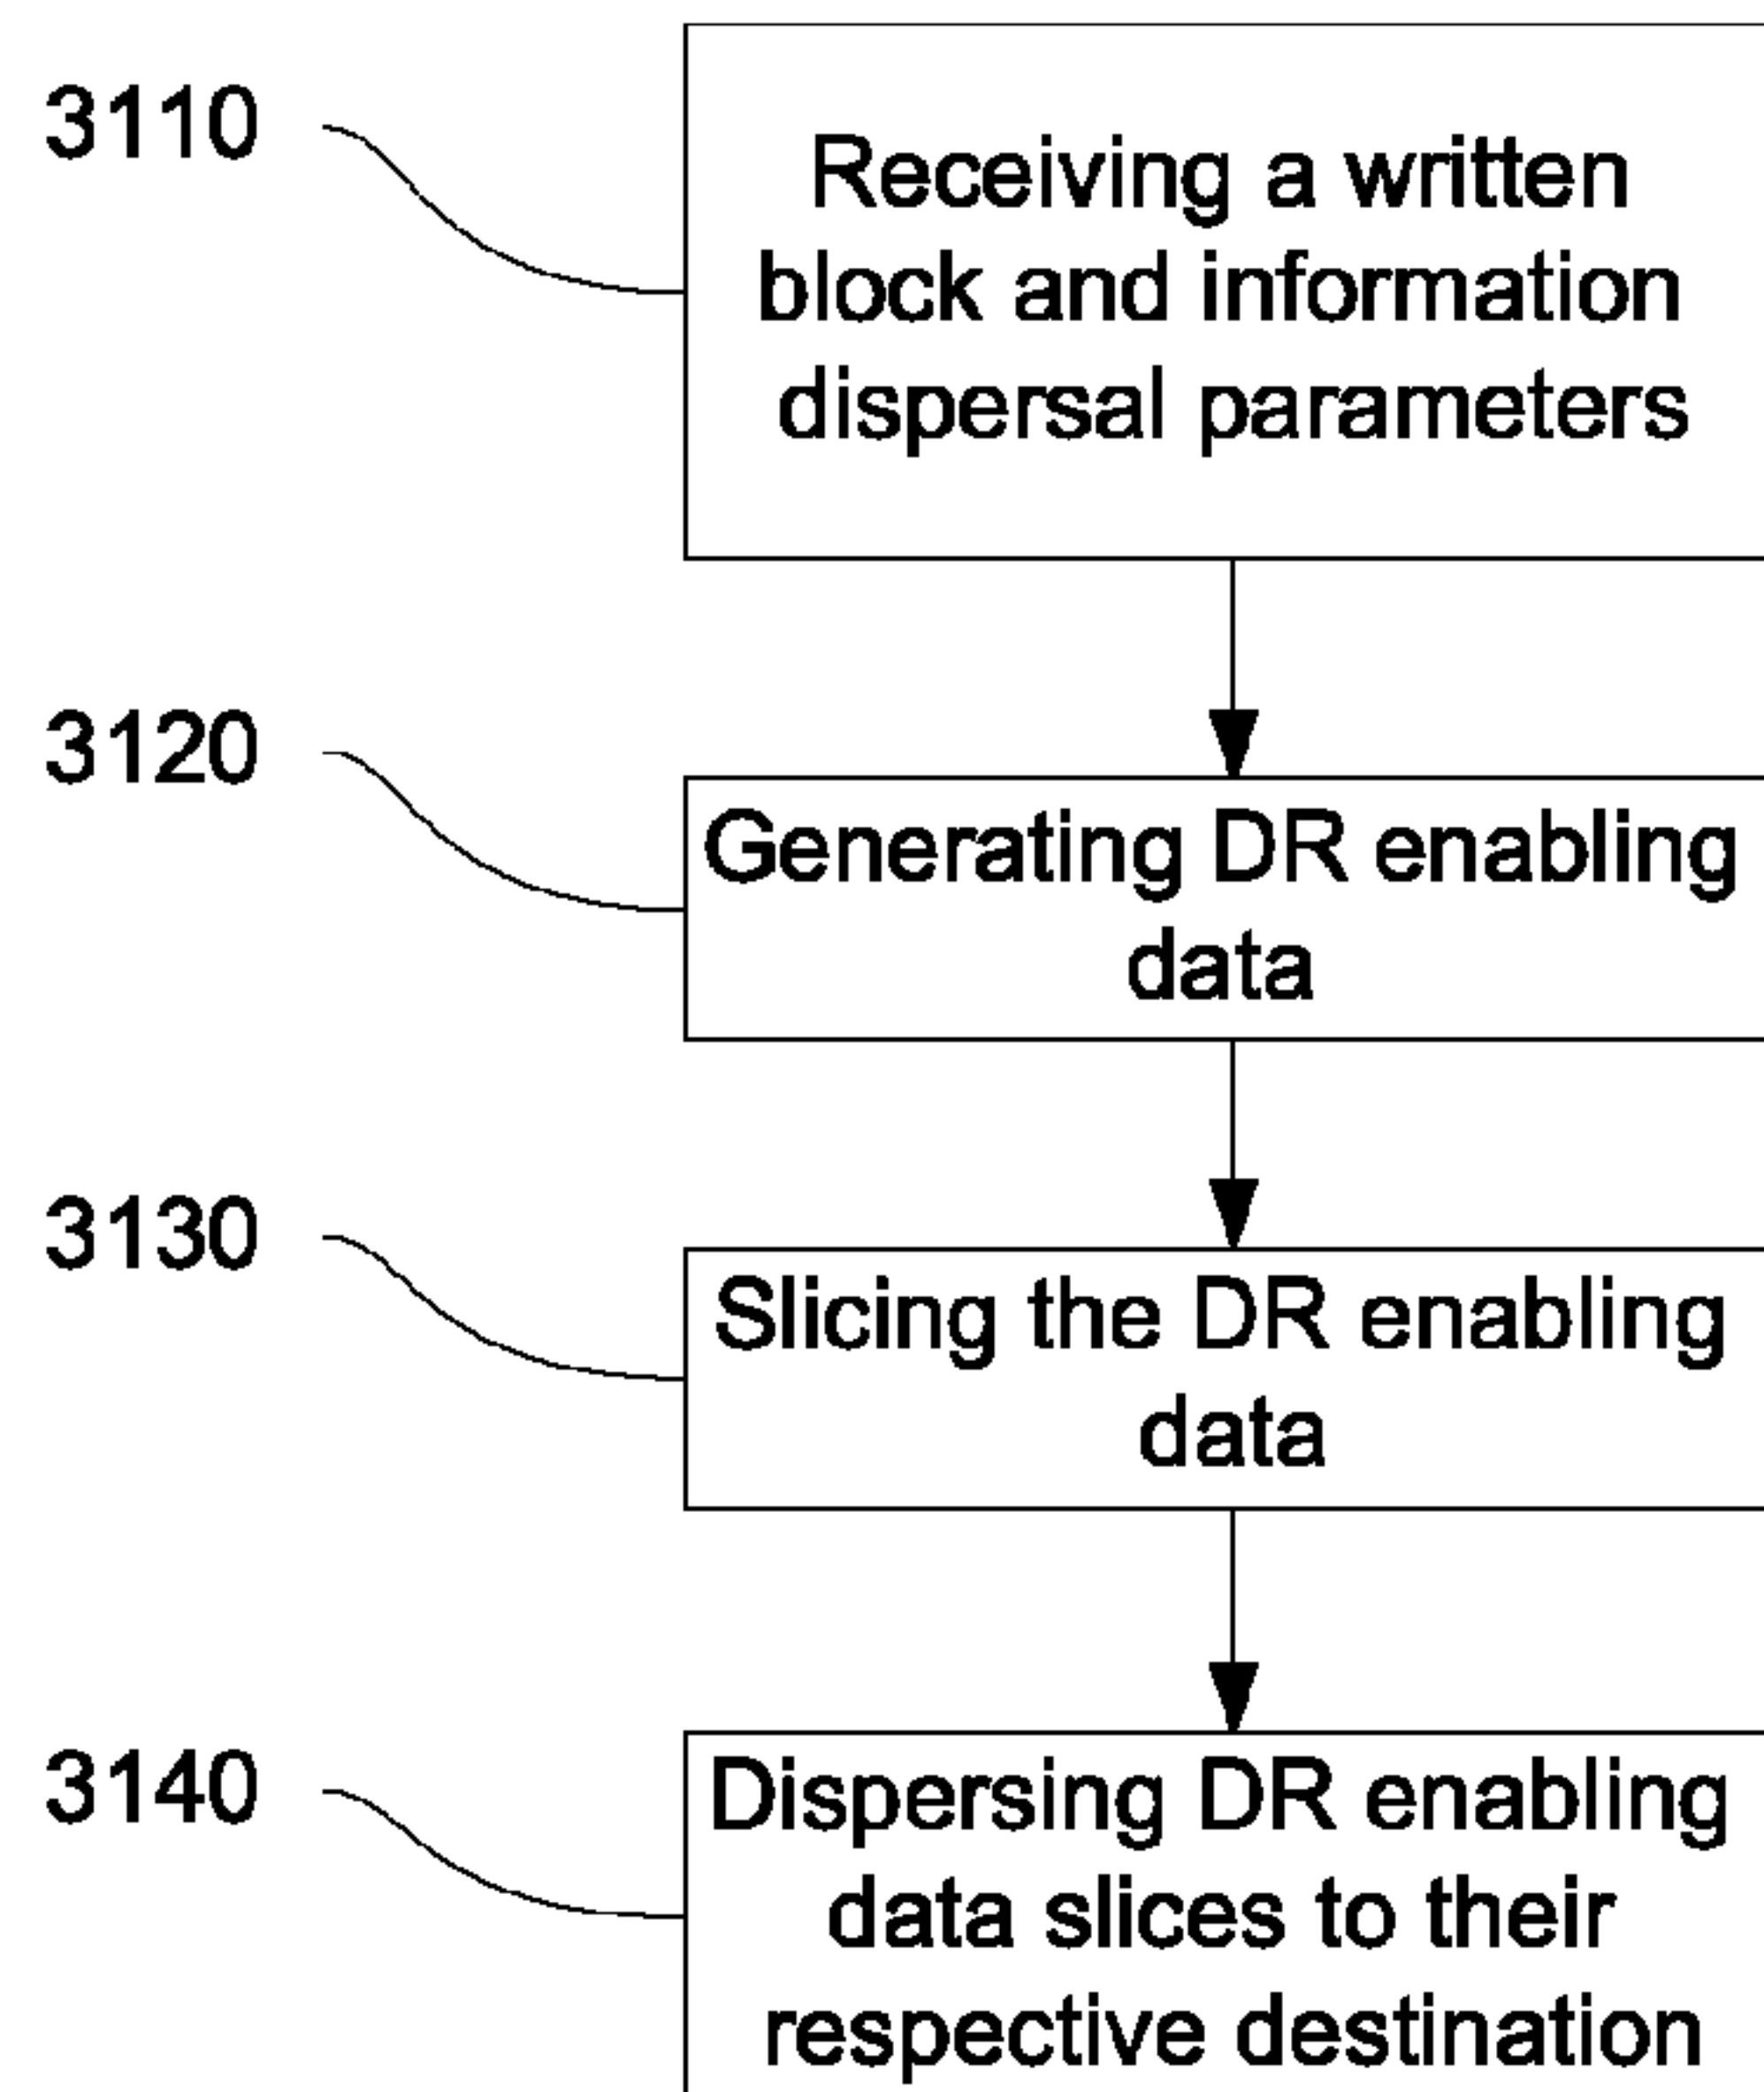 3110
Receiving a written
block and information
dispersal parameters
3120
Generating DR enabling
data
3130
Slicing the DR enabling
data
3140
Dispersing DR enabling
data slices to their
respective destination